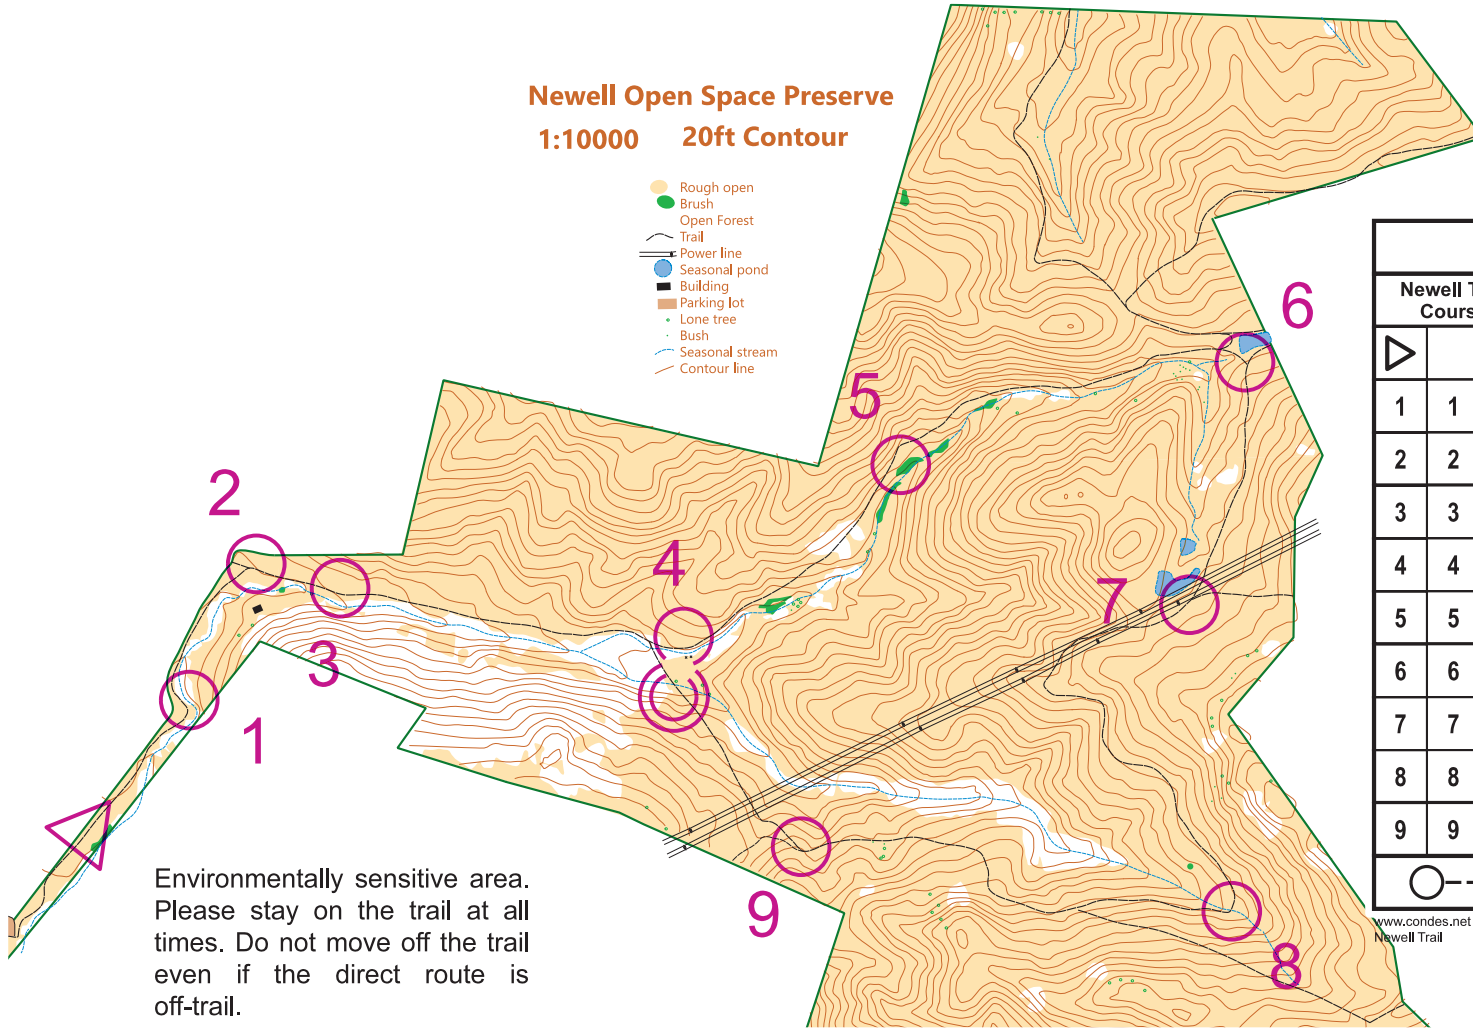 Newell Open Space Preserve
1:10000 20ft Contour
Rough open
Brush
Open Forest
Trail
Power line
Seasonal pond
Building
Parking lot
Lone tree
Bush
Seasonal stream
Contour line
6
5
2
4
7
3
1
9
8
Environmentally sensitive area.
Please stay on the trail at all
times. Do not move off the trail
even if the direct route is
off-trail.
Newell T
Cours
1 1
2 2
3 3
4 4
5 5
6 6
7 7
8 8
9 9
www.condes.net
Newell Trail